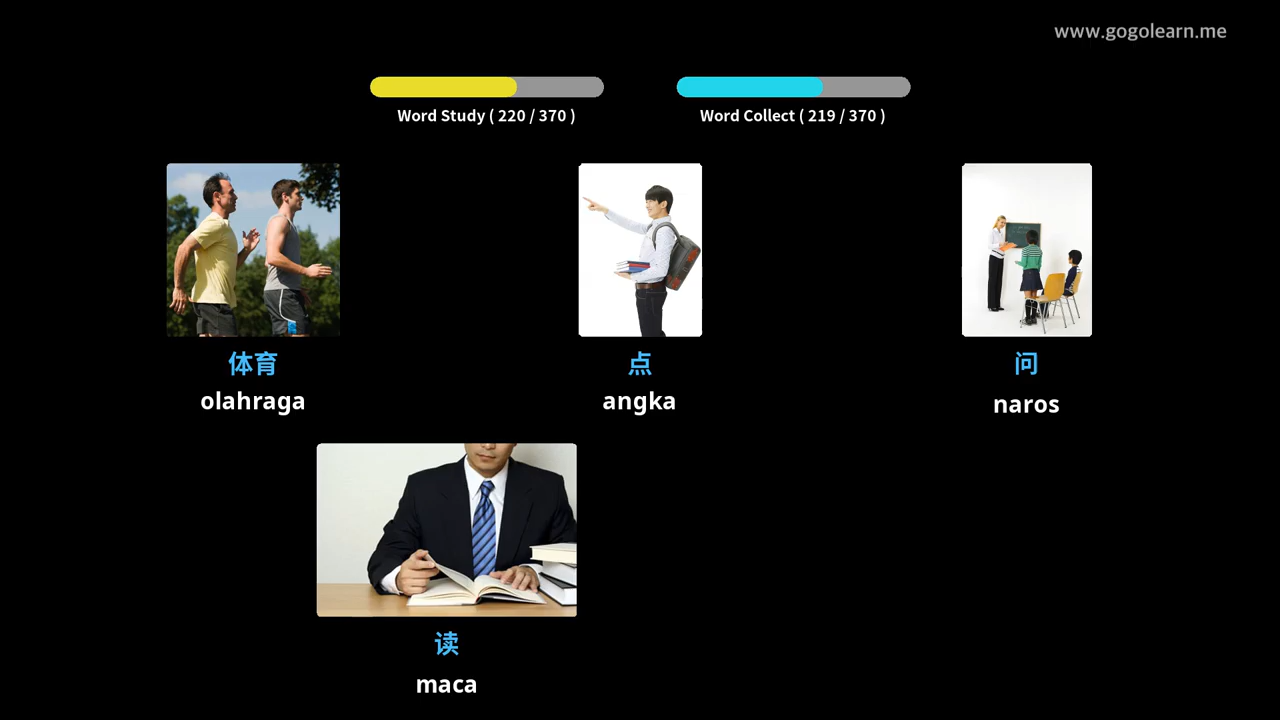 www.gogolearn.me
Word Study ( 220 / 370 )
Word Collect ( 219 / 370 )
体育
olahraga
点
angka
问
naros
读
maca